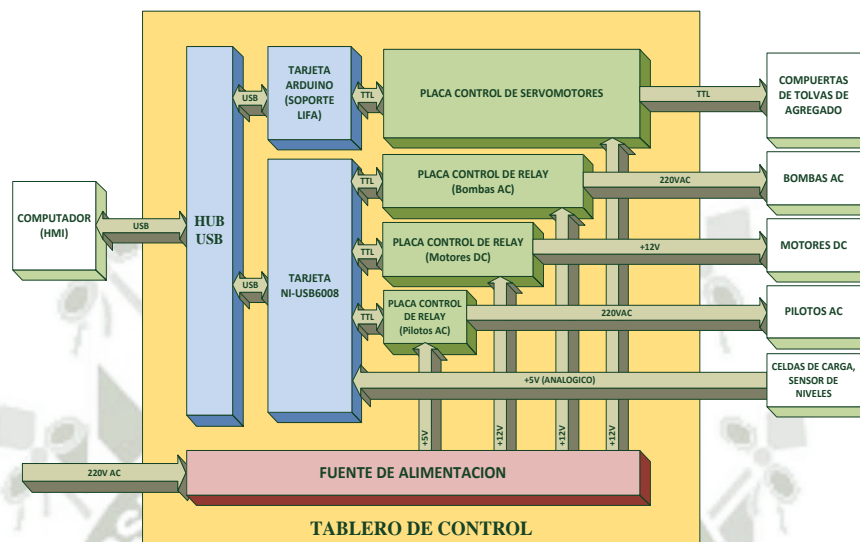 TARJETA
ARDUINO
(SOPORTE
LIFA)
USB
TTL
PLACA CONTROL DE SERVOMOTORES
TTL
COMPUERTAS
DE TOLVAS DE
AGREGADO
TTL
PLACA CONTROL DE RELAY
(Bombas AC)
220VAC
BOMBAS AC
COMPUTADOR
(HMI)
USB
HUB
USB
USB
TARJETA
NI-USB6008
TTL
PLACA CONTROL DE RELAY
(Motores DC)
+12V
MOTORES DC
TTL
PLACA CONTROL
DE RELAY
(Pilotos AC)
220VAC
PILOTOS AC
+5V (ANALOGICO)
CELDAS DE CARGA,
SENSOR DE
NIVELES
+5V
+12V
+12V
+12V
220V AC
FUENTE DE ALIMENTACION
TABLERO DE CONTROL